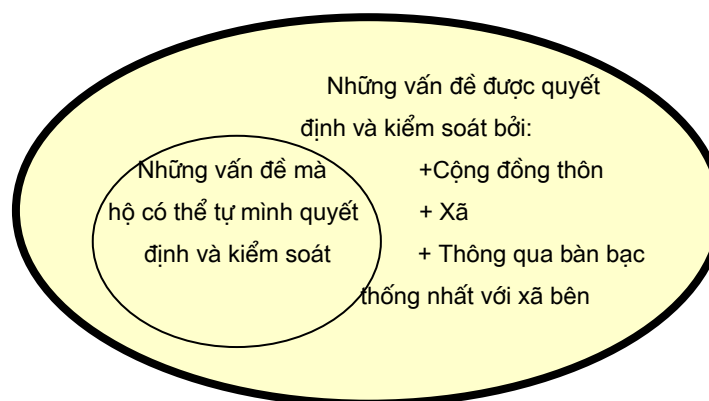 Những vấn đề được quyết
định và kiểm soát bởi:
+Cộng đồng thôn
+ Xã
+ Thông qua bàn bạc
thống nhất với xã bên
Những vấn đề mà
hộ có thể tự mình quyết
định và kiểm soát